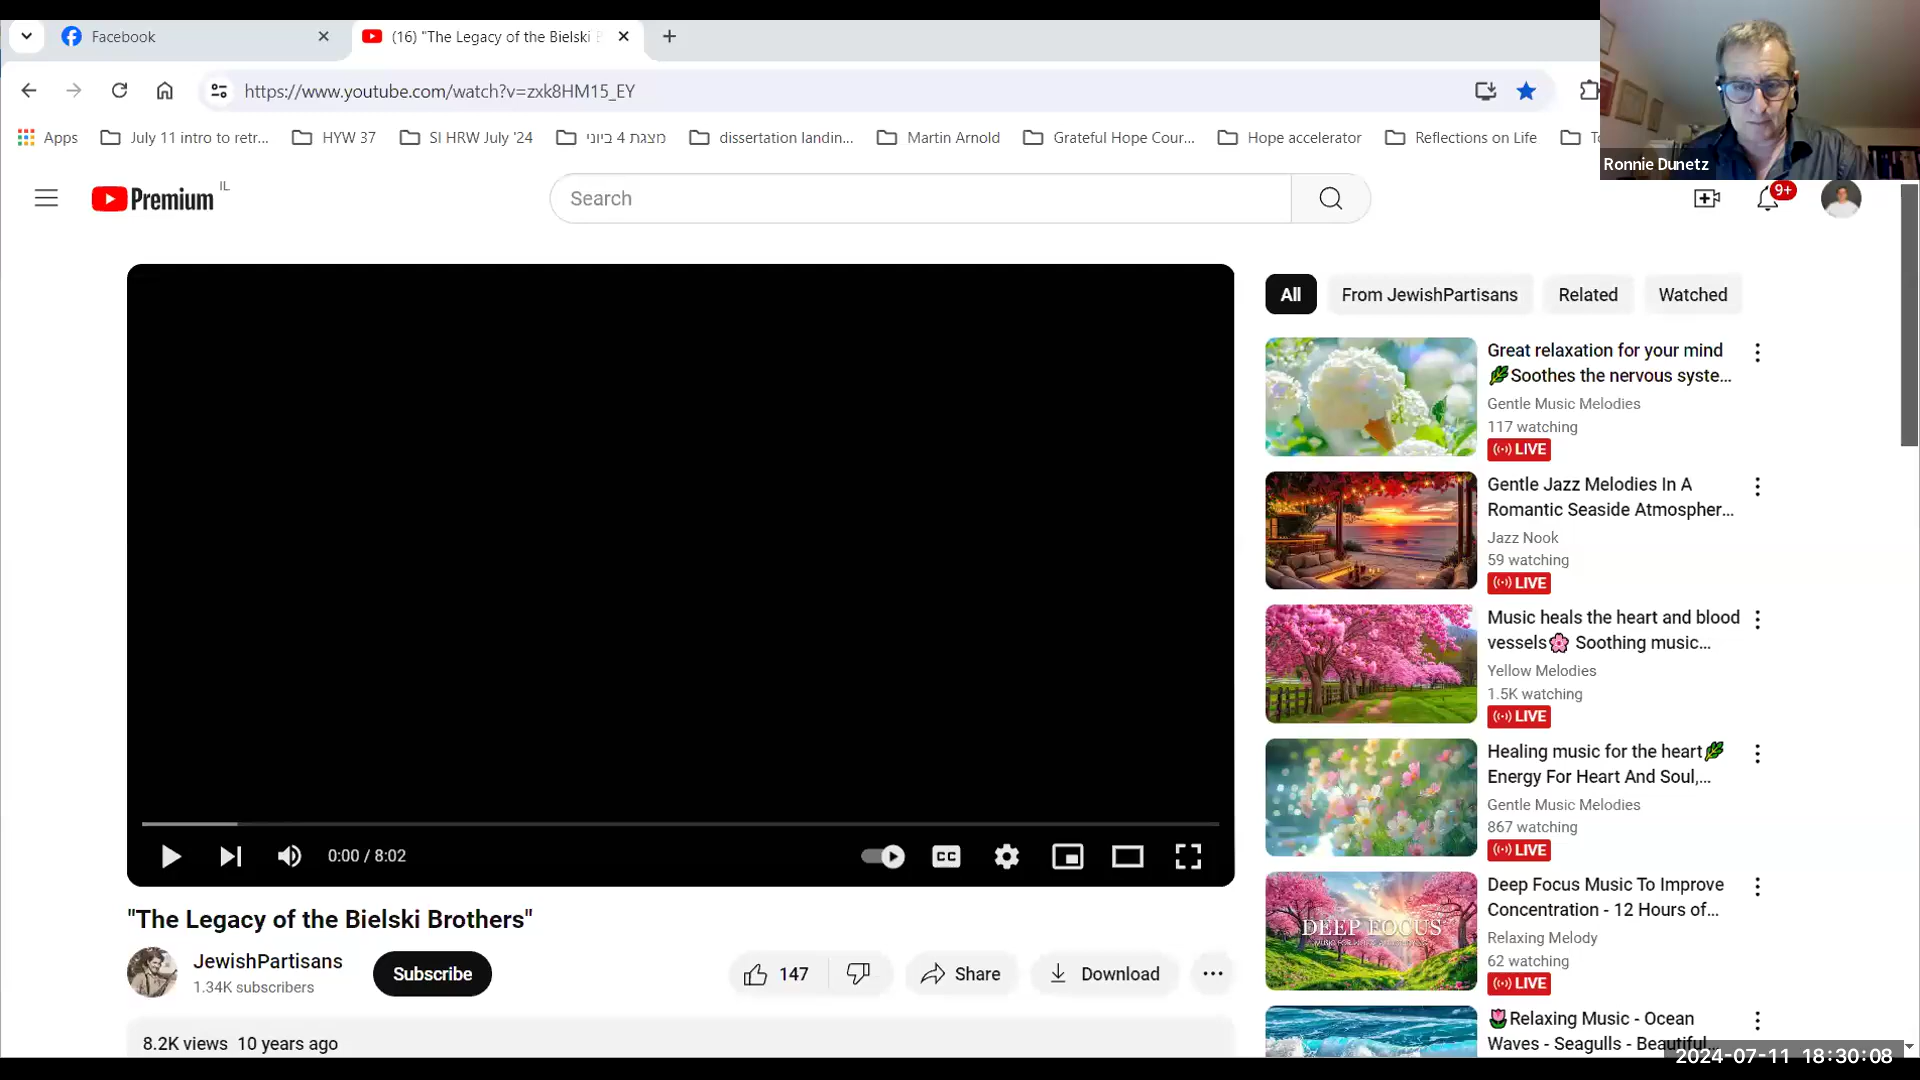 Facebook
(16) "The Legacy of the Bielski
https://www.youtube.com/watch?v=zxk8HM15_EY
Apps
July 11 intro to retr...
HYW 37
SI HRW July '24
מצגת 4 ביוני
dissertation landin...
Martin Arnold
Grateful Hope Cour...
Hope accelerator
Reflections on Life
Ronnie Dunetz
Premium IL
Search
9+
All
From JewishPartisans
Related
Watched
Great relaxation for your mind
🌿Soothes the nervous syste...
Gentle Music Melodies
117 watching
LIVE
Gentle Jazz Melodies In A
Romantic Seaside Atmospher...
Jazz Nook
59 watching
LIVE
Music heals the heart and blood
vessels🌸 Soothing music...
Yellow Melodies
1.5K watching
LIVE
Healing music for the heart🌿
Energy For Heart And Soul,...
Gentle Music Melodies
867 watching
LIVE
DEEP FOCUS
Deep Focus Music To Improve
Concentration - 12 Hours of...
Relaxing Melody
62 watching
LIVE
🌷Relaxing Music - Ocean
Waves - Seagulls - Beautiful...
CC
0:00 / 8:02
"The Legacy of the Bielski Brothers"
JewishPartisans
1.34K subscribers
Subscribe
147
Share
Download
8.2K views 10 years ago
2024-07-11 18:30:08